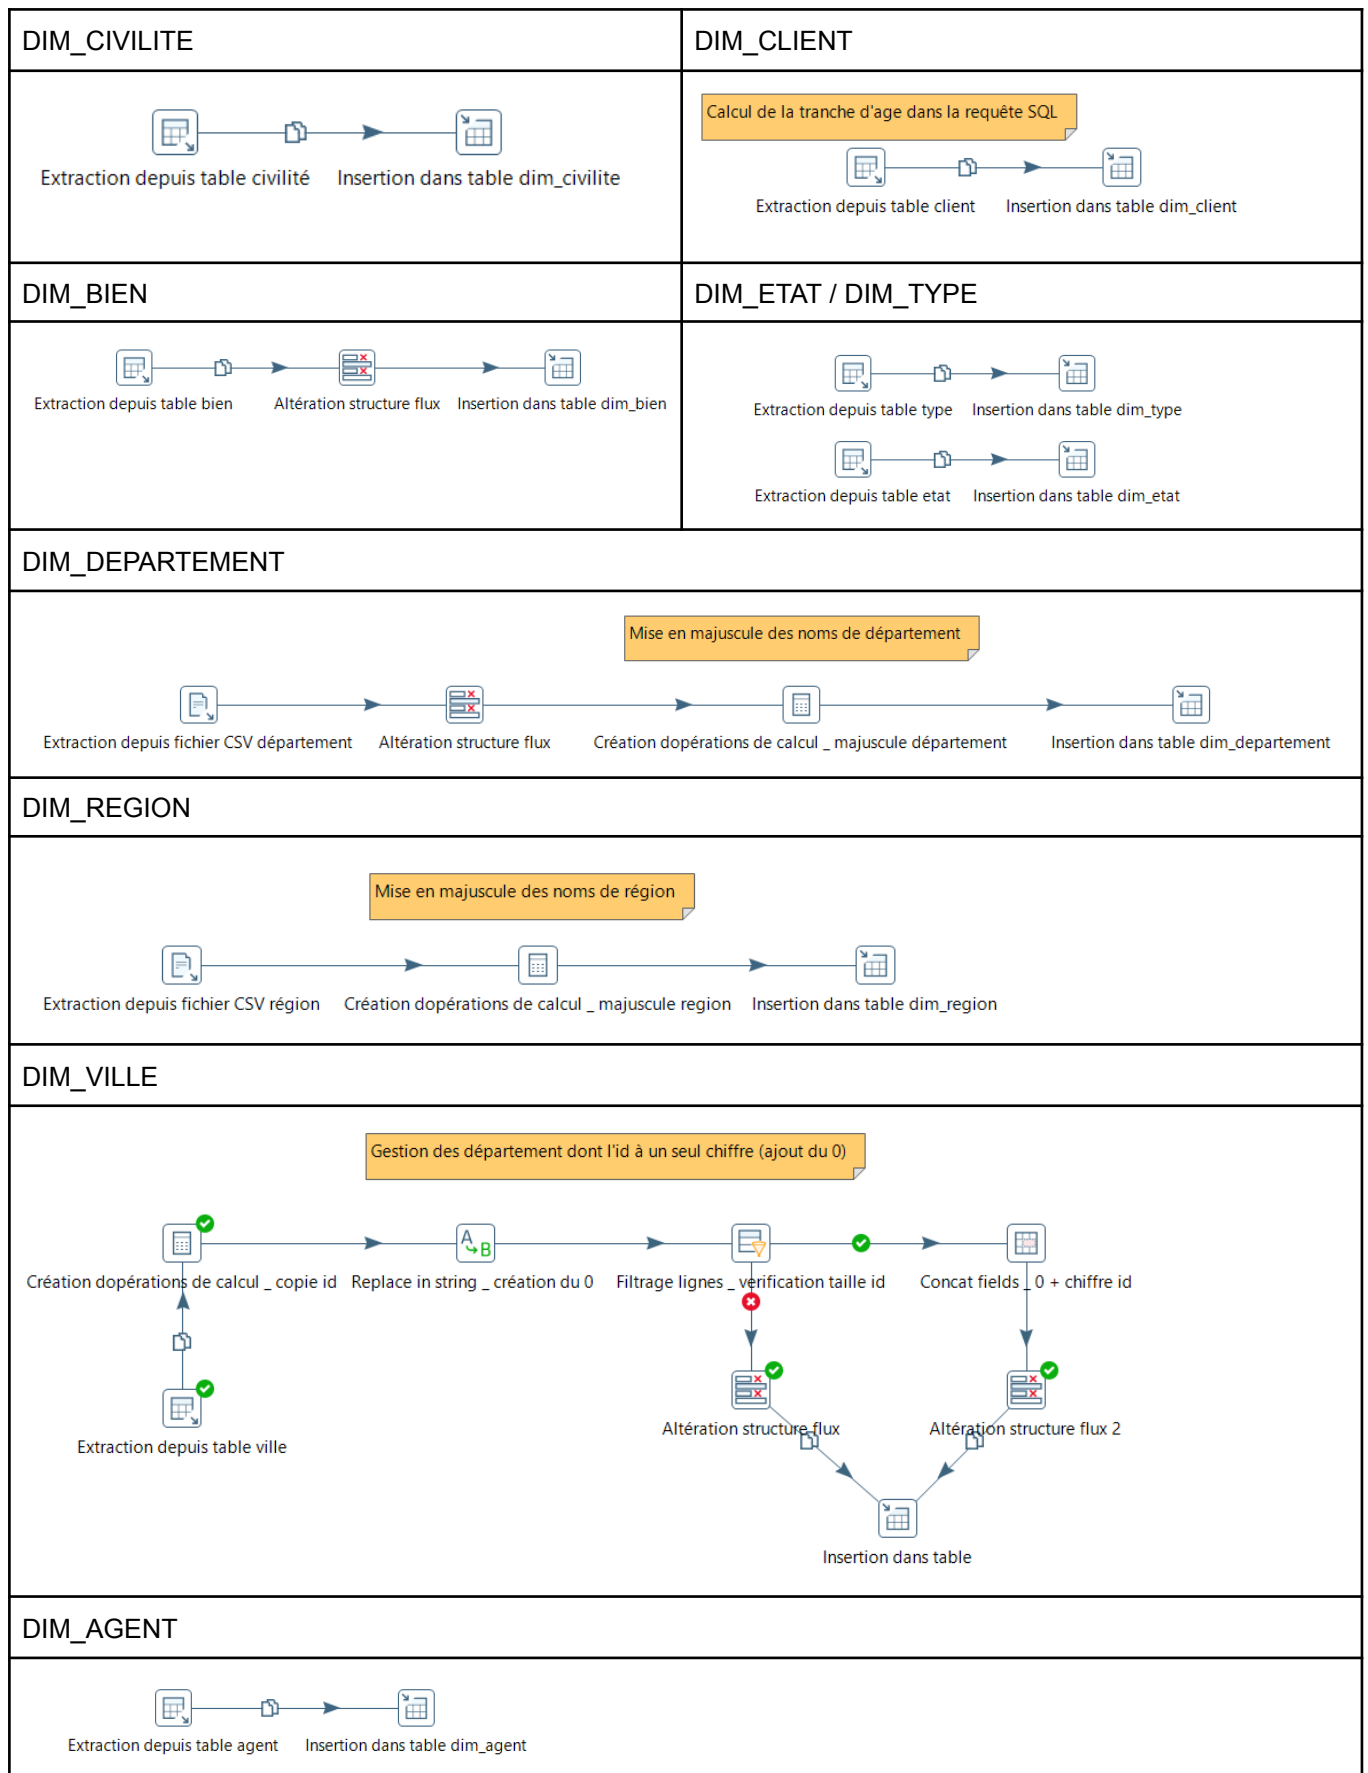 DIM_CIVILITE
DIM_CLIENT
Extraction depuis table civilité
Insertion dans table dim_civilite
Calcul de la tranche d'age dans la requête SQL
Extraction depuis table client
Insertion dans table dim_client
DIM_BIEN
DIM_ETAT / DIM_TYPE
Extraction depuis table bien
Altération structure flux
Insertion dans table dim_bien
Extraction depuis table type
Insertion dans table dim_type
Extraction depuis table etat
Insertion dans table dim_etat
DIM_DEPARTEMENT
Mise en majuscule des noms de département
Extraction depuis fichier CSV département
Altération structure flux
Création dopérations de calcul _ majuscule département
Insertion dans table dim_departement
DIM_REGION
Mise en majuscule des noms de région
Extraction depuis fichier CSV région
Création dopérations de calcul _ majuscule region
Insertion dans table dim_region
DIM_VILLE
Gestion des département dont l'id à un seul chiffre (ajout du 0)
A
B
Création dopérations de calcul _ copie id
Replace in string _ création du 0
Filtrage lignes _ verification taille id
Concat fields _ 0 + chiffre id
Altération structure flux
Altération structure flux 2
Extraction depuis table ville
Insertion dans table
DIM_AGENT
Extraction depuis table agent
Insertion dans table dim_agent